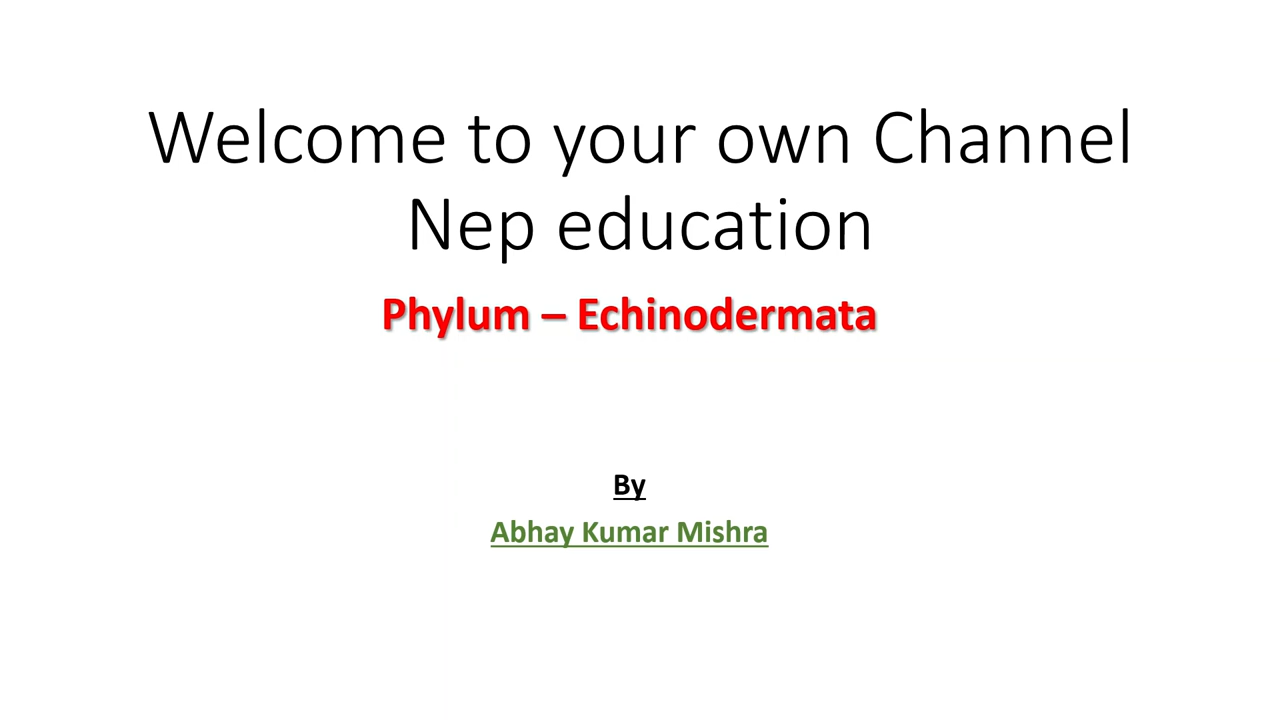 Welcome to your own Channel
Nep education
Phylum – Echinodermata
By
Abhay Kumar Mishra